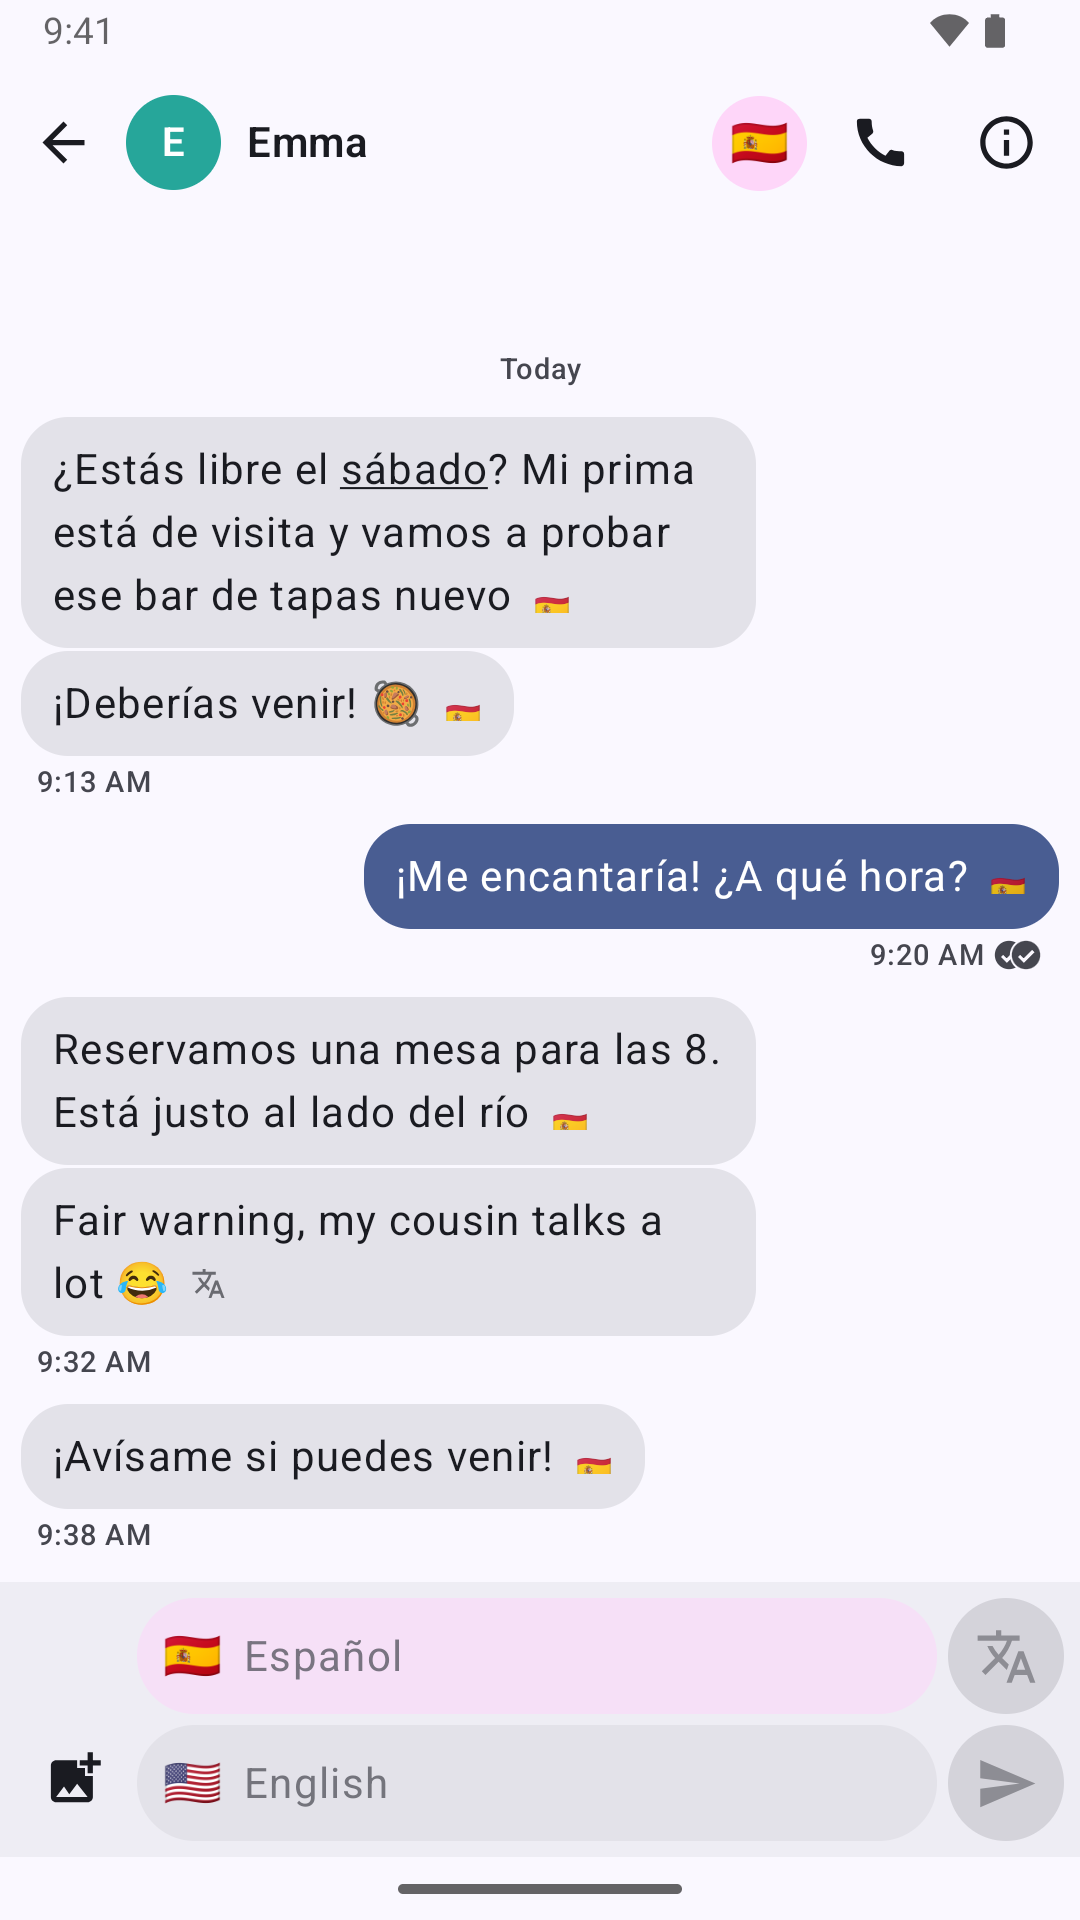 9:41
E
Emma
Today
¿Estás libre el sábado? Mi prima
está de visita y vamos a probar
ese bar de tapas nuevo 🇪🇸
¡Deberías venir! 🥘 🇪🇸
9:13 AM
¡Me encantaría! ¿A qué hora? 🇪🇸
9:20 AM
Reservamos una mesa para las 8.
Está justo al lado del río 🇪🇸
Fair warning, my cousin talks a
lot 😂
9:32 AM
¡Avísame si puedes venir! 🇪🇸
9:38 AM
🇪🇸 Español
🇺🇸 English